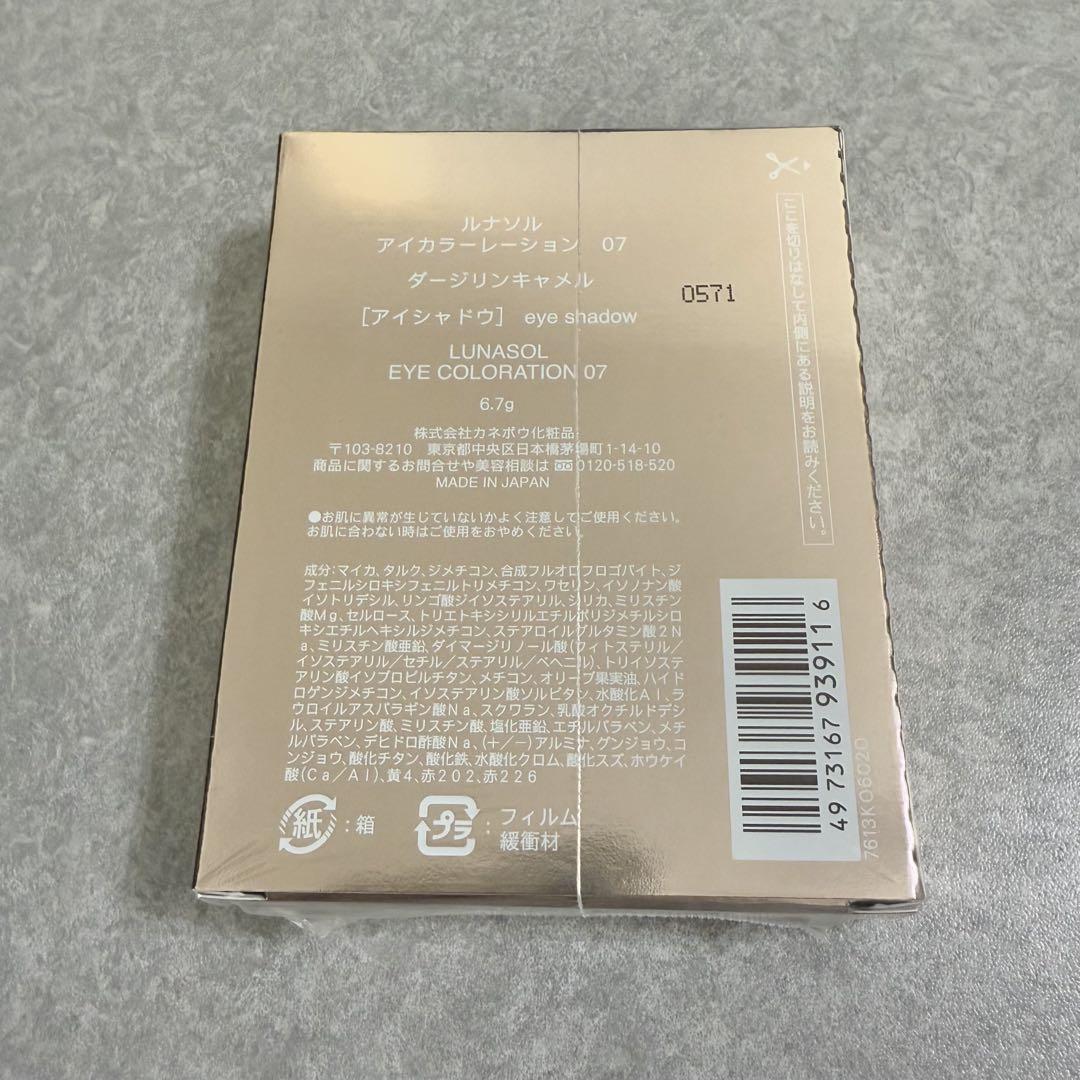 ルナソル
アイカラーレーション 07
ダージリンキャメル
[アイシャドウ] eye shadow
LUNASOL
EYE COLORATION 07
6.7g
株式会社カネボウ化粧品
〒103-8210 東京都中央区日本橋茅場町1-14-10
商品に関するお問合せや美容相談は 0120-518-520
MADE IN JAPAN
●お肌に異常が生じていないかよく注意してご使用ください。
お肌に合わない時はご使用をおやめください。
成分:マイカ、タルク、ジメチコン、合成フルオロフロゴパイト、ジ
フェニルシロキシフェニルトリメチコン、ワセリン、イソノナン酸
イソトリデシル、リンゴ酸ジイソステアリル、シリカ、ミリスチン
酸Mg、セルロース、トリエトキシシリルエチルポリジメチルシロ
キシエチルヘキシルジメチコン、ステアロイルグルタミン酸2N
a、ミリスチン酸亜鉛、ダイマージリノール酸(フィトステリル/
イソステアリル/セチル/ステアリル/ベヘニル)、トリイソステ
アリン酸イソプロピルチタン、メチコン、オリーブ果実油、ハイド
ロゲンジメチコン、イソステアリン酸ソルビタン、水酸化Al、ラ
ウロイルアスパラギン酸Na、スクワラン、乳酸オクチルドデシ
ル、ステアリン酸、ミリスチン酸、塩化亜鉛、エチルパラベン、メチ
ルパラベン、デヒドロ酢酸Na、(+/-)アルミナ、グンジョウ、コ
ンジョウ、酸化チタン、酸化鉄、水酸化クロム、酸化スズ、ホウケイ
酸(Ca/Al)、黄4、赤202、赤226
紙:箱
プラ:フィルム
緩衝材
0571
ここを切りはなして内側にある説明をお読みください。
4973167939116
7613K0602D